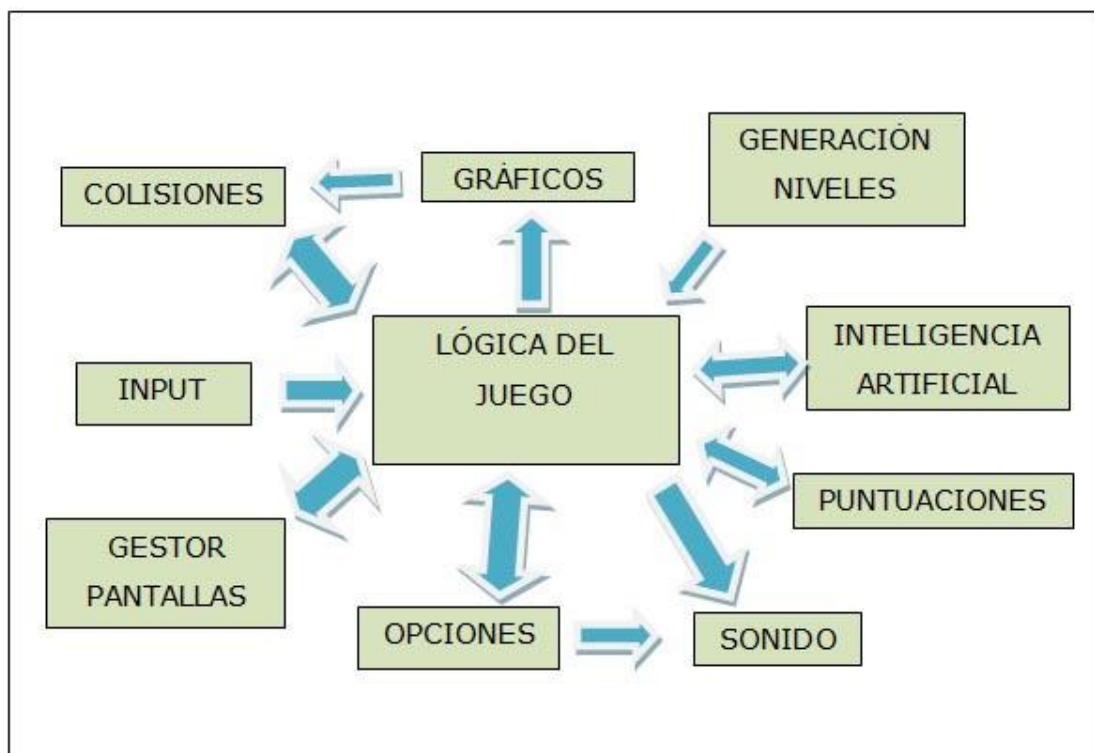 COLISIONES
GRÁFICOS
GENERACIÓN
NIVELES
LÓGICA DEL
JUEGO
INTELIGENCIA
ARTIFICIAL
INPUT
PUNTUACIONES
GESTOR
PANTALLAS
OPCIONES
SONIDO